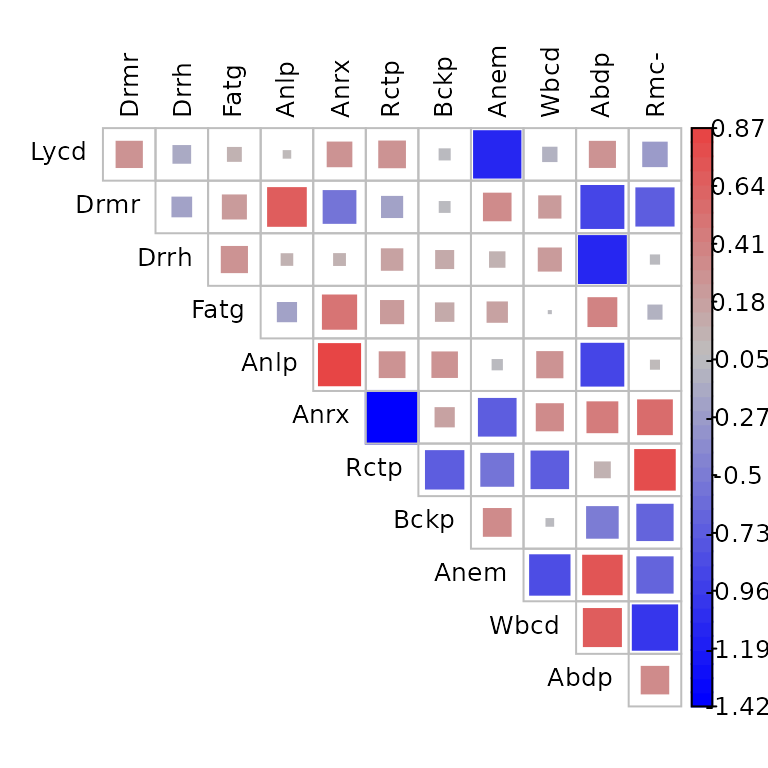 Drmr Drrh Fatg Anlp Anrx Rctp Bckp Anem Wbcd Abdp Rmc-
Lycd
Drmr
Drrh
Fatg
Anlp
Anrx
Rctp
Bckp
Anem
Wbcd
Abdp
0.87
0.64
0.41
0.18
-0.05
-0.27
-0.5
-0.73
-0.96
-1.19
-1.42